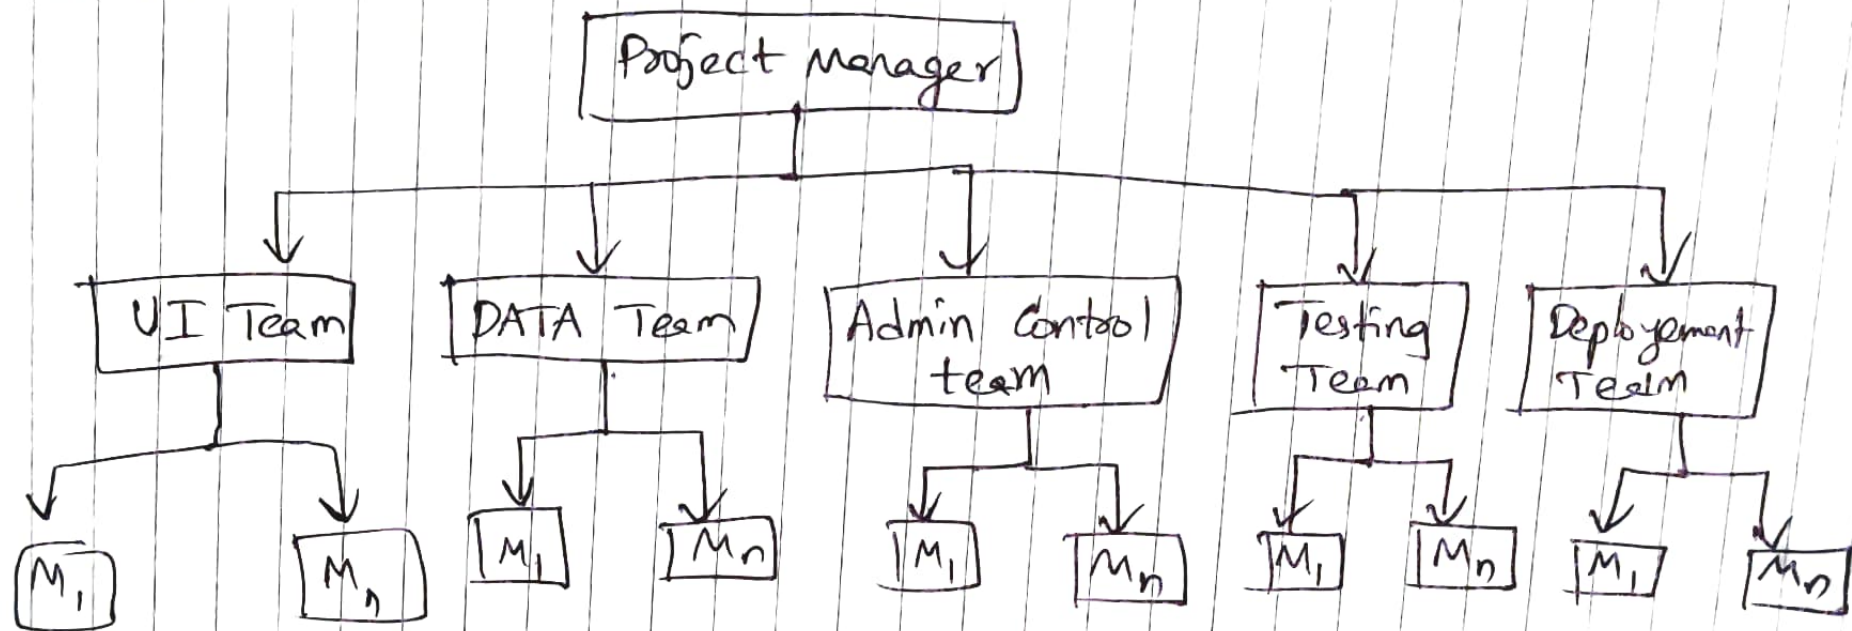 Project Manager
UI Team
DATA Team
Admin Control
team
Testing
Team
Deployement
Team
M1
Mn
M1
Mn
M1
Mn
M1
Mn
M1
Mn